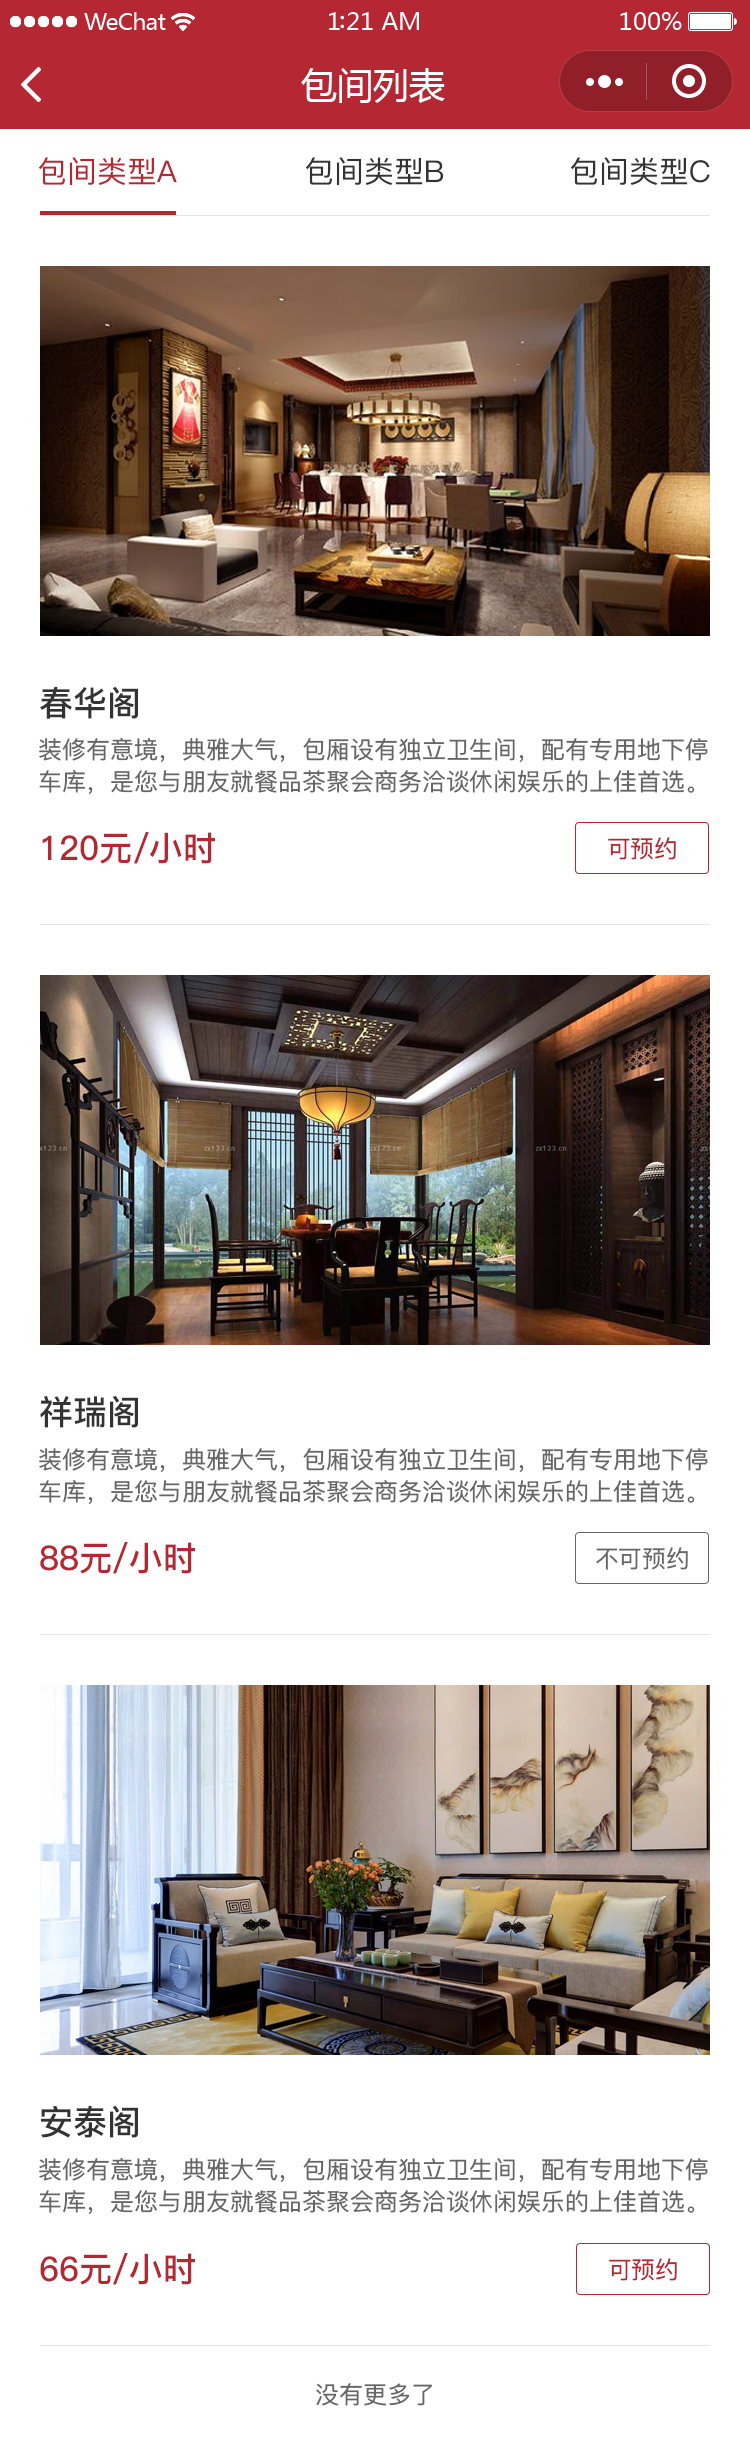 WeChat 1:21 AM 100%
包间列表
包间类型A 包间类型B 包间类型C
春华阁
装修有意境，典雅大气，包厢设有独立卫生间，配有专用地下停
车库，是您与朋友就餐品茶聚会商务洽谈休闲娱乐的上佳首选。
120元/小时 可预约
zx123.cn zx123.cn zx123.cn
祥瑞阁
装修有意境，典雅大气，包厢设有独立卫生间，配有专用地下停
车库，是您与朋友就餐品茶聚会商务洽谈休闲娱乐的上佳首选。
88元/小时 不可预约
安泰阁
装修有意境，典雅大气，包厢设有独立卫生间，配有专用地下停
车库，是您与朋友就餐品茶聚会商务洽谈休闲娱乐的上佳首选。
66元/小时 可预约
没有更多了